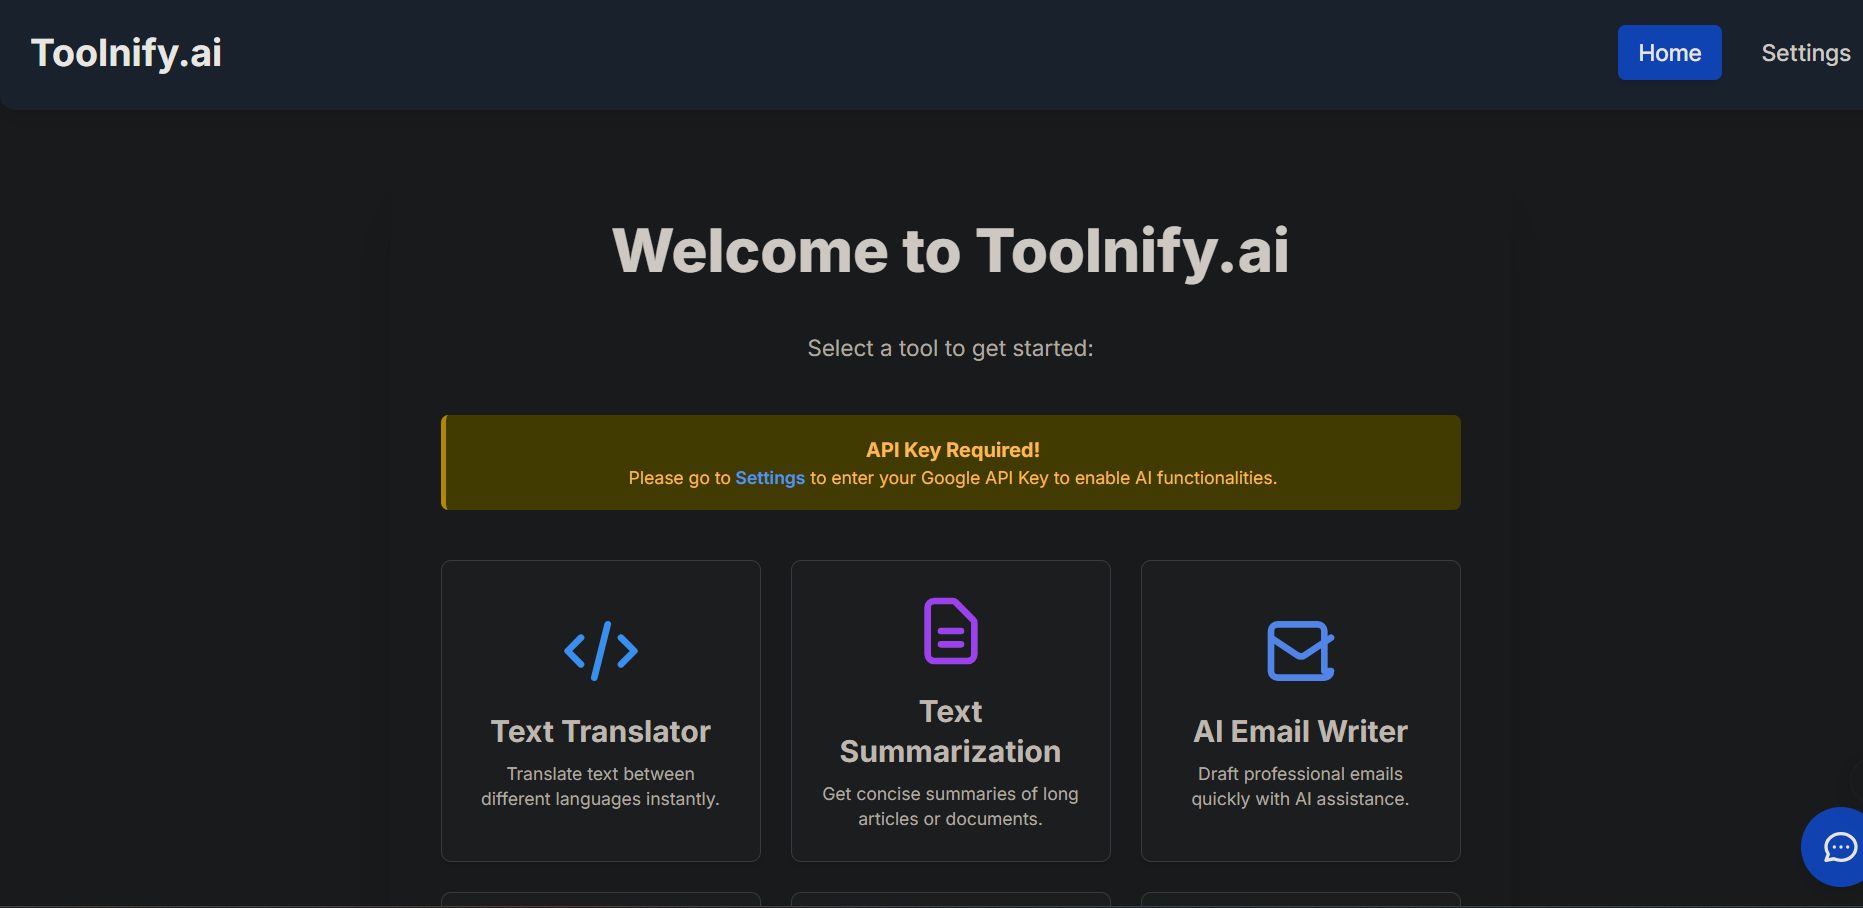 Toolnify.ai
Home
Settings
Welcome to Toolnify.ai
Select a tool to get started:
API Key Required!
Please go to Settings to enter your Google API Key to enable AI functionalities.
Text Translator
Translate text between
different languages instantly.
Text
Summarization
Get concise summaries of long
articles or documents.
AI Email Writer
Draft professional emails
quickly with AI assistance.